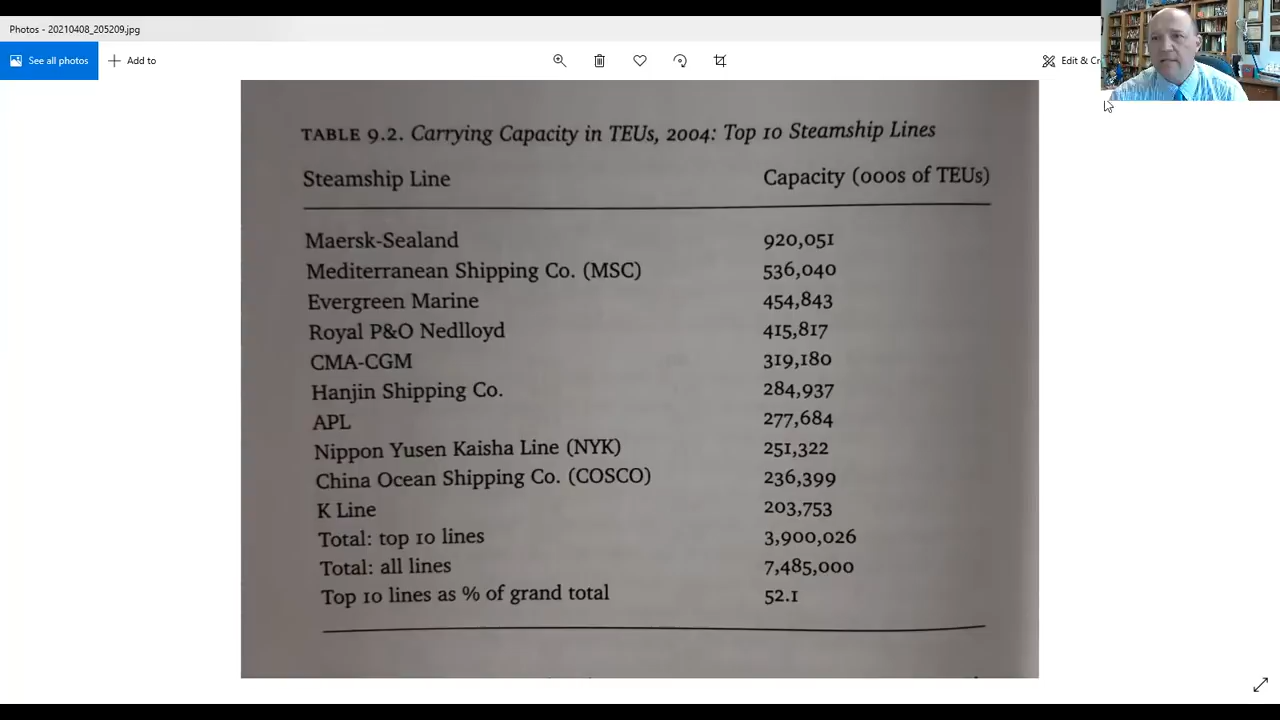 Photos - 20210408_205209.jpg
See all photos
Add to
Edit & Cr
TABLE 9.2. Carrying Capacity in TEUs, 2004: Top 10 Steamship Lines
Steamship Line Capacity (000s of TEUs)
Maersk-Sealand 920,051
Mediterranean Shipping Co. (MSC) 536,040
Evergreen Marine 454,843
Royal P&O Nedlloyd 415,817
CMA-CGM 319,180
Hanjin Shipping Co. 284,937
APL 277,684
Nippon Yusen Kaisha Line (NYK) 251,322
China Ocean Shipping Co. (COSCO) 236,399
K Line 203,753
Total: top 10 lines 3,900,026
Total: all lines 7,485,000
Top 10 lines as % of grand total 52.1